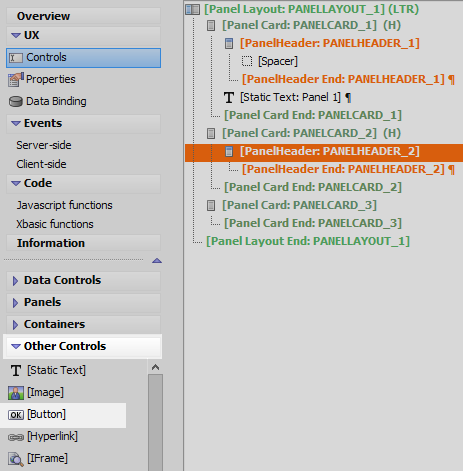 Overview
UX
Controls
Properties
Data Binding
Events
Server-side
Client-side
Code
Javascript functions
Xbasic functions
Information
Data Controls
Panels
Containers
Other Controls
T [Static Text]
[Image]
OK [Button]
[Hyperlink]
[IFrame]
[Panel Layout: PANELLAYOUT_1] (LTR)
[Panel Card: PANELCARD_1] (H)
[PanelHeader: PANELHEADER_1]
[Spacer]
[PanelHeader End: PANELHEADER_1] ¶
T [Static Text: Panel 1] ¶
[Panel Card End: PANELCARD_1]
[Panel Card: PANELCARD_2] (H)
[PanelHeader: PANELHEADER_2]
[PanelHeader End: PANELHEADER_2] ¶
[Panel Card End: PANELCARD_2]
[Panel Card: PANELCARD_3]
[Panel Card End: PANELCARD_3]
[Panel Layout End: PANELLAYOUT_1]